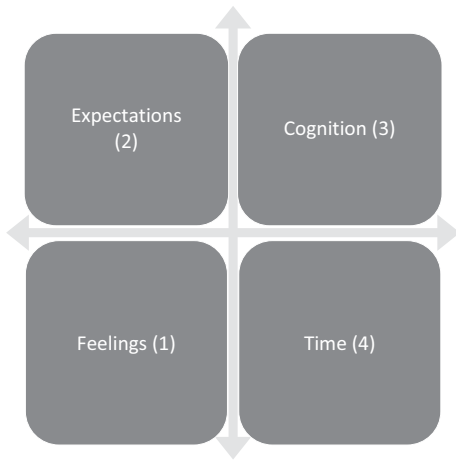 Expectations
(2)
Cognition (3)
Feelings (1)
Time (4)